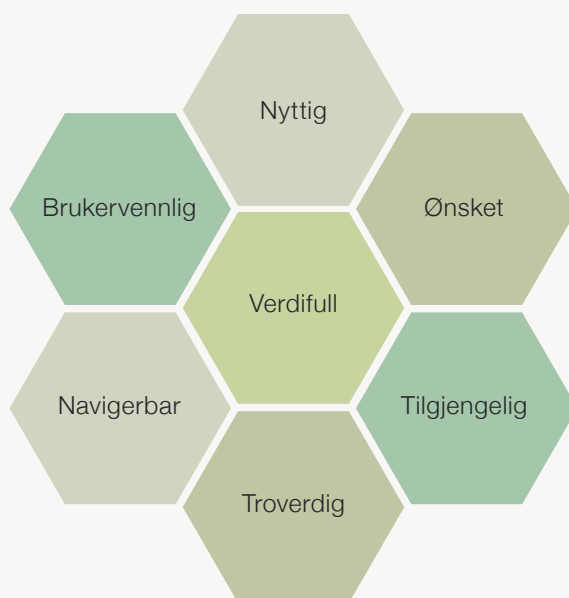 Nyttig
Brukervennlig
Ønsket
Verdifull
Navigerbar
Tilgjengelig
Troverdig